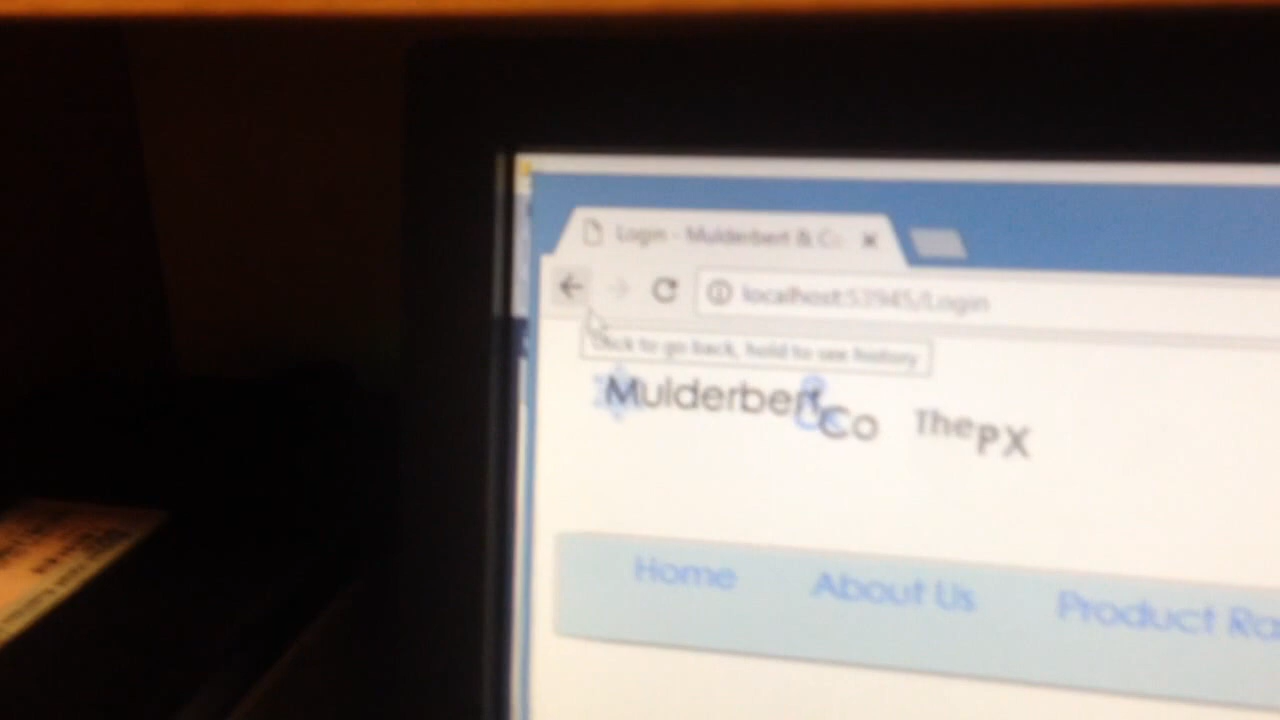 Login - Mulderbert & Co
localhost:53945/Login
Click to go back, hold to see history
Mulderbert & Co The PX
Home About Us Product Ra